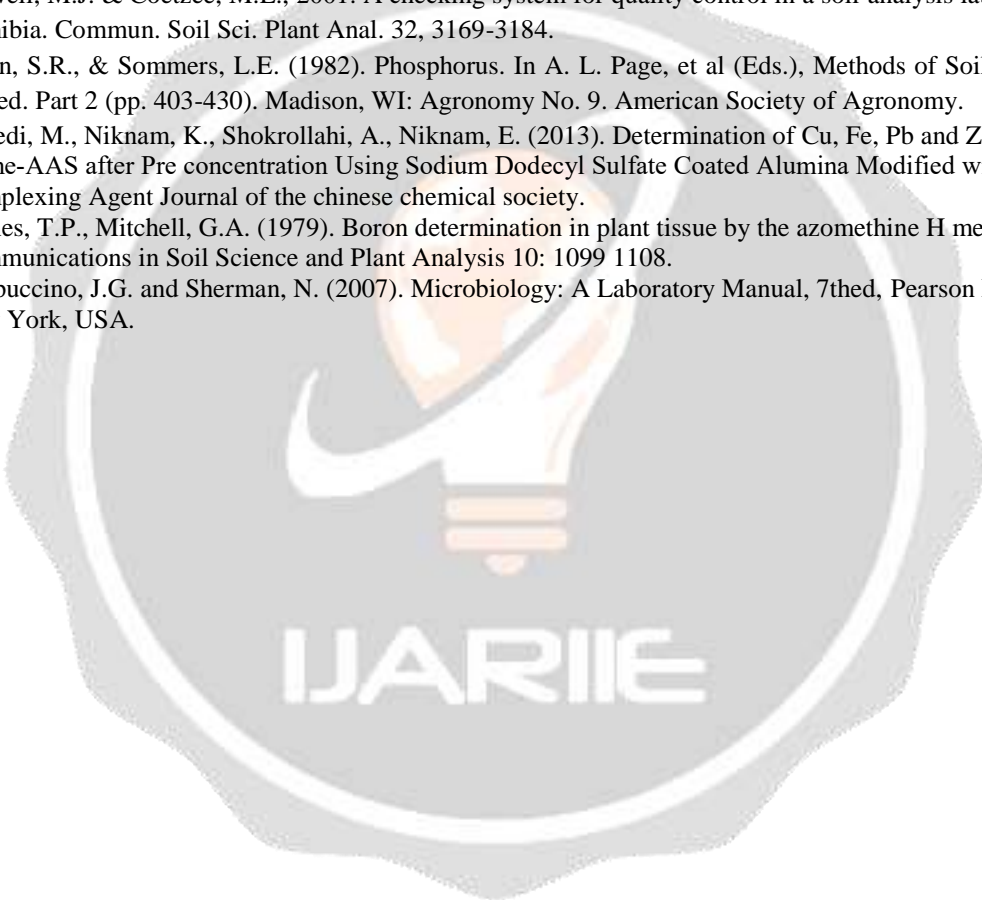 & Coetzee, M.E., 2001. A checking system for quality control in a soil analysis
ibia. Commun. Soil Sci. Plant Anal. 32, 3169-3184.
n, S.R., & Sommers, L.E. (1982). Phosphorus. In A. L. Page, et al (Eds.), Methods of Soil
ed. Part 2 (pp. 403-430). Madison, WI: Agronomy No. 9. American Society of Agronomy.
edi, M., Niknam, K., Shokrollahi, A., Niknam, E. (2013). Determination of Cu, Fe, Pb and Z
ne-AAS after Pre concentration Using Sodium Dodecyl Sulfate Coated Alumina Modified w
plexing Agent Journal of the chinese chemical society.
es, T.P., Mitchell, G.A. (1979). Boron determination in plant tissue by the azomethine H me
munications in Soil Science and Plant Analysis 10: 1099 1108.
puccino, J.G. and Sherman, N. (2007). Microbiology: A Laboratory Manual, 7thed, Pearson
York, USA.
IJARIIE